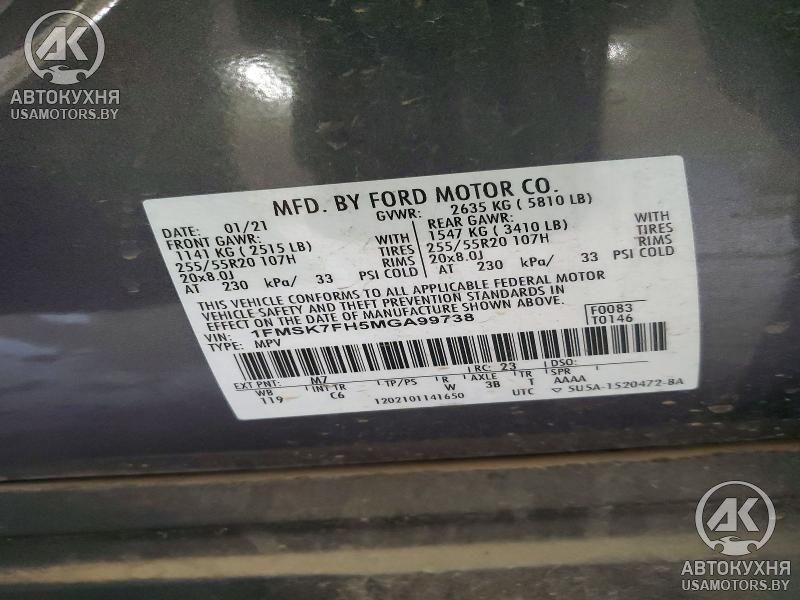 AK
АВТОКУХНЯ
USAMOTORS.BY
MFD. BY FORD MOTOR CO.
DATE: 01/21 GVWR: 2635 KG ( 5810 LB)
FRONT GAWR: REAR GAWR:
1141 KG ( 2515 LB) WITH 1547 KG ( 3410 LB) WITH
255/55R20 107H TIRES 255/55R20 107H TIRES
20x8.0J RIMS 20x8.0J RIMS
AT 230 kPa/ 33 PSI COLD AT 230 kPa/ 33 PSI COLD
THIS VEHICLE CONFORMS TO ALL APPLICABLE FEDERAL MOTOR
VEHICLE SAFETY AND THEFT PREVENTION STANDARDS IN
EFFECT ON THE DATE OF MANUFACTURE SHOWN ABOVE.
VIN: 1FMSK7FH5MGA99738 F0083
TYPE: MPV T0146
EXT PNT: M7 RC: 23 DSO:
WB INT TR TP/PS R AXLE TR SPR
119 C6 W 3B T AAAA
1202101141650 UTC 5U5A-1520472-BA
AK
АВТОКУХНЯ
USAMOTORS.BY